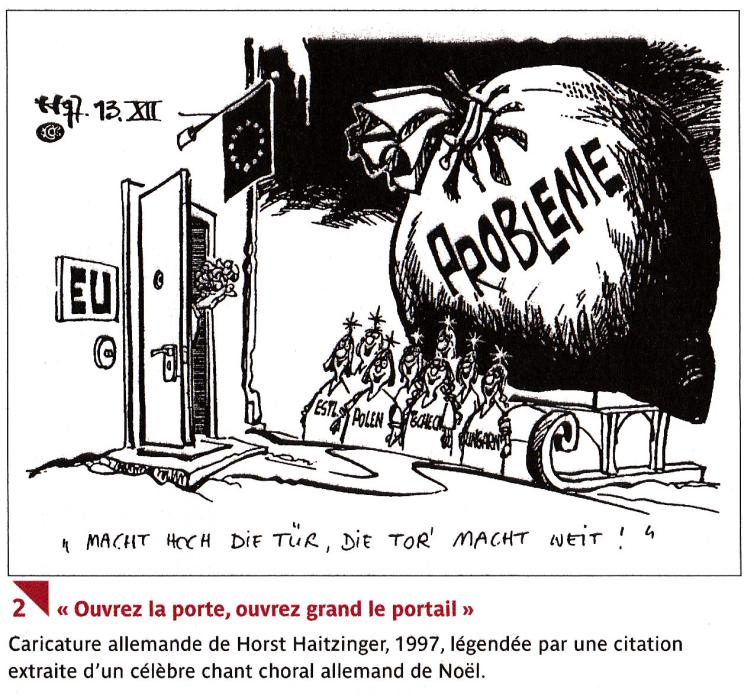 H97. 13. XII
EU
PROBLEME
ESTL
POLEN
TSCHECH
UNGARN
„ MACHT HOCH DIE TÜR, DIE TOR' MACHT WEIT ! “
2 « Ouvrez la porte, ouvrez grand le portail »
Caricature allemande de Horst Haitzinger, 1997, légendée par une citation
extraite d’un célèbre chant choral allemand de Noël.